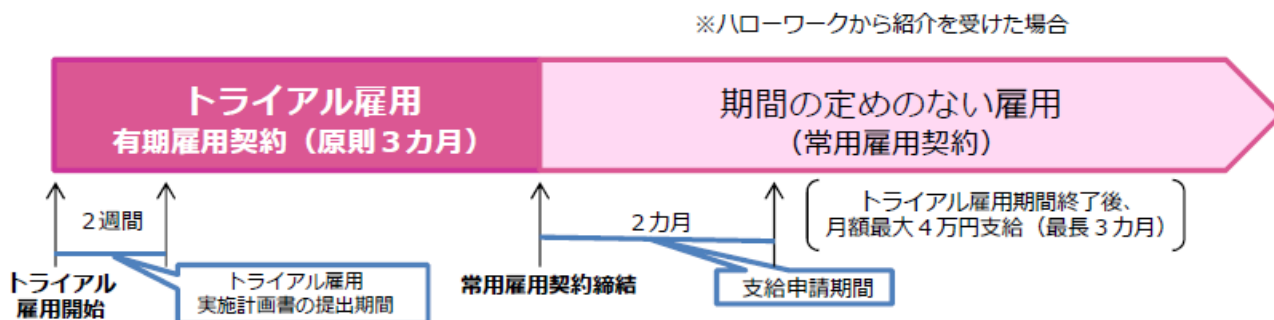 ※ハローワークから紹介を受けた場合
トライアル雇用
有期雇用契約（原則３カ月）
期間の定めのない雇用
（常用雇用契約）
２週間
２カ月
トライアル雇用期間終了後、
月額最大４万円支給（最長３カ月）
トライアル
雇用開始
トライアル雇用
実施計画書の提出期間
常用雇用契約締結
支給申請期間